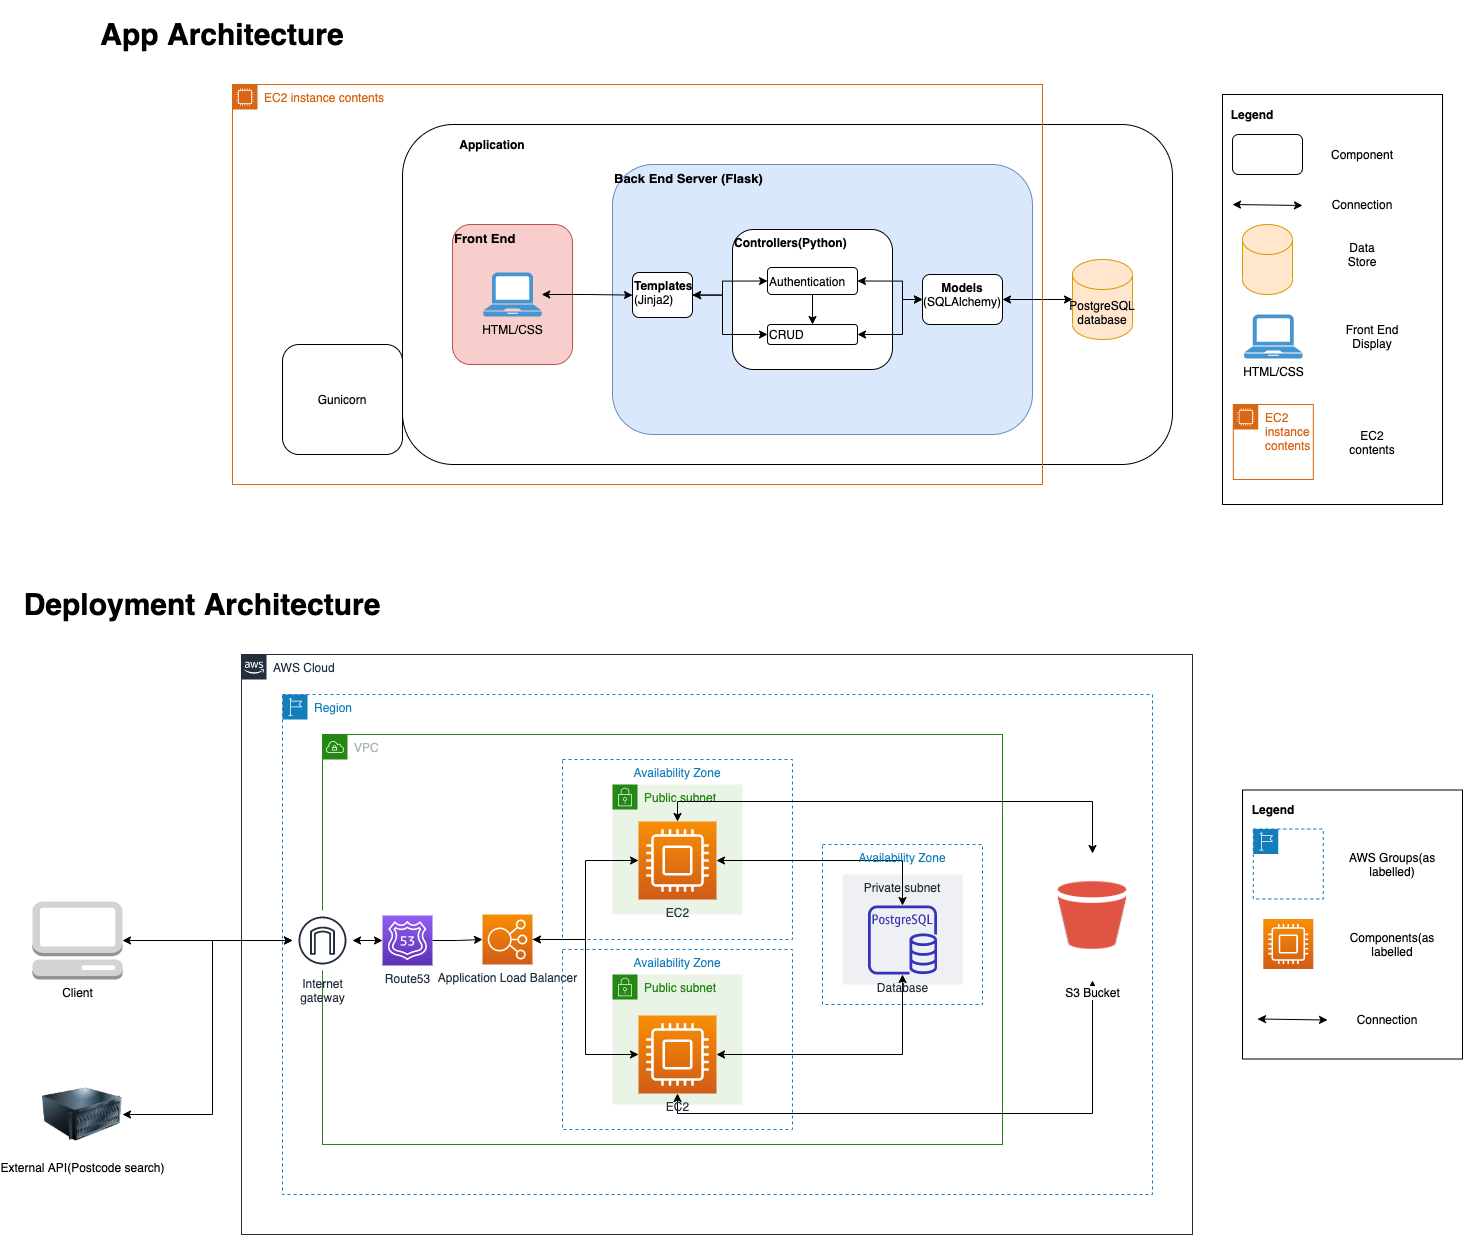 App Architecture
EC2 instance contents
Application
Back End Server (Flask)
Front End
HTML/CSS
Templates
(Jinja2)
Controllers(Python)
Authentication
CRUD
Models
(SQLAlchemy)
PostgreSQL
database
Gunicorn
Legend
Component
Connection
Data
Store
Front End
Display
HTML/CSS
EC2
instance
contents
EC2
contents
Deployment Architecture
aws
AWS Cloud
Region
VPC
Availability Zone
Public subnet
EC2
Availability Zone
Private subnet
PostgreSQL
Database
Client
Internet
gateway
53
Route53
Application Load Balancer
Availability Zone
Public subnet
EC2
S3 Bucket
External API(Postcode search)
Legend
AWS Groups(as
labelled)
Components(as
labelled
Connection